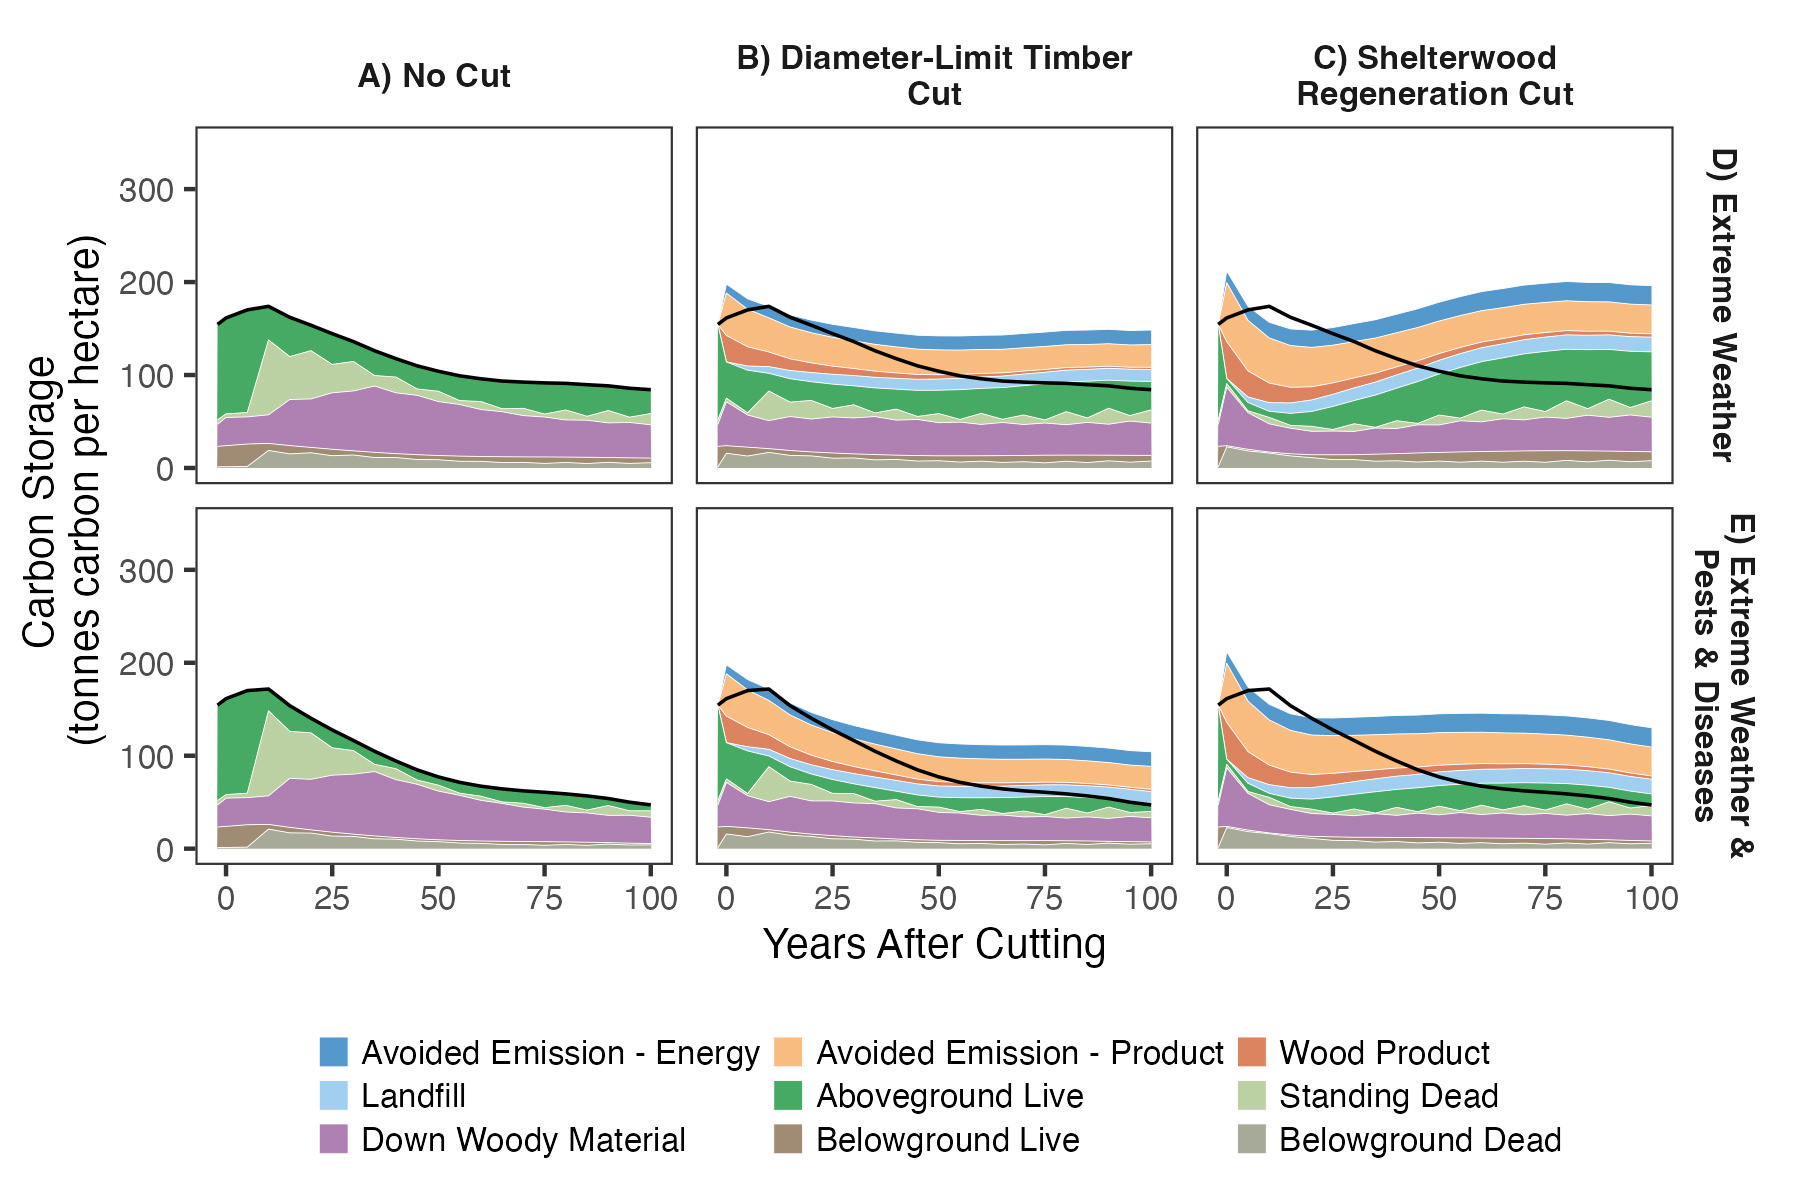 A) No Cut
B) Diameter-Limit Timber
Cut
C) Shelterwood
Regeneration Cut
D) Extreme Weather
E) Extreme Weather &
Pests & Diseases
Carbon Storage
(tonnes carbon per hectare)
300
200
100
0
300
200
100
0
0 25 50 75 100
0 25 50 75 100
0 25 50 75 100
Years After Cutting
Avoided Emission - Energy
Avoided Emission - Product
Wood Product
Landfill
Aboveground Live
Standing Dead
Down Woody Material
Belowground Live
Belowground Dead